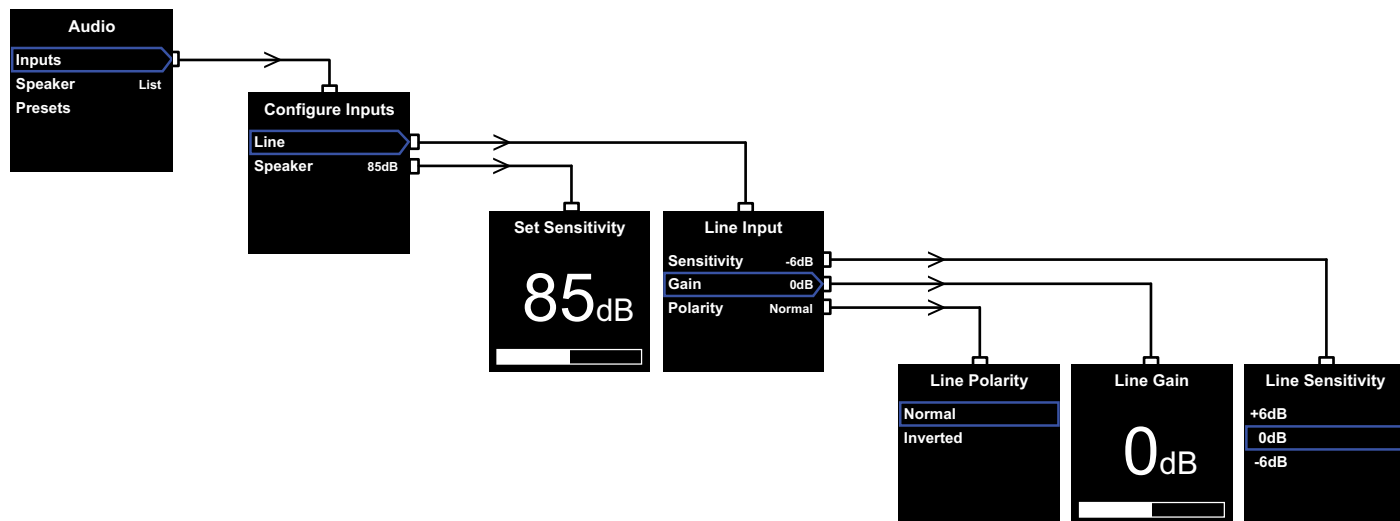 Audio
Inputs
Speaker List
Presets
Configure Inputs
Line
Speaker 85dB
Set Sensitivity
85dB
Line Input
Sensitivity -6dB
Gain 0dB
Polarity Normal
Line Polarity
Normal
Inverted
Line Gain
0dB
Line Sensitivity
+6dB
0dB
-6dB